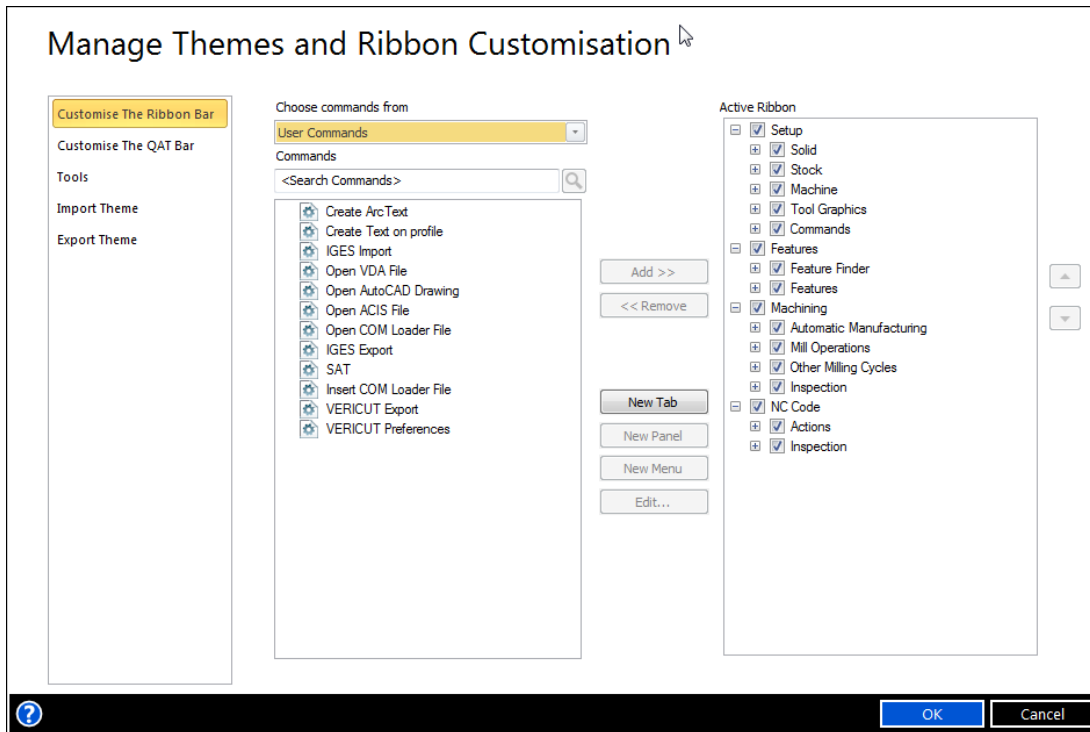 Manage Themes and Ribbon Customisation
Customise The Ribbon Bar
Customise The QAT Bar
Tools
Import Theme
Export Theme
Choose commands from
User Commands
Commands
<Search Commands>
Create ArcText
Create Text on profile
IGES Import
Open VDA File
Open AutoCAD Drawing
Open ACIS File
Open COM Loader File
IGES Export
SAT
Insert COM Loader File
VERICUT Export
VERICUT Preferences
Add >>
<< Remove
New Tab
New Panel
New Menu
Edit...
Active Ribbon
Setup
Solid
Stock
Machine
Tool Graphics
Commands
Features
Feature Finder
Features
Machining
Automatic Manufacturing
Mill Operations
Other Milling Cycles
Inspection
NC Code
Actions
Inspection
?
OK
Cancel